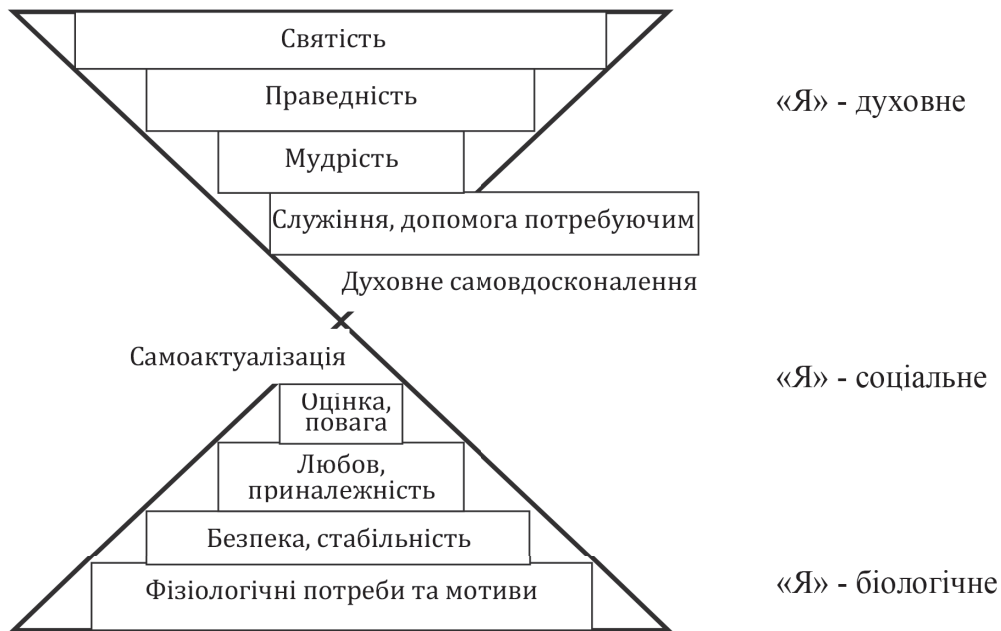 Святість
Праведність
«Я» - духовне
Мудрість
Служіння, допомога потребуючим
Духовне самовдосконалення
Самоактуалізація
«Я» - соціальне
Оцінка,
повага
Любов,
приналежність
Безпека, стабільність
Фізіологічні потреби та мотиви
«Я» - біологічне